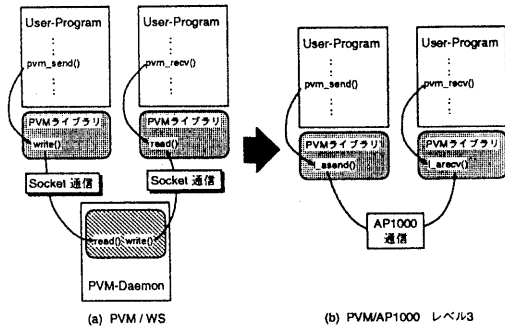 User-Program
pvm_send()
PVMライブラリ
write()
Socket 通信
User-Program
pvm_recv()
PVMライブラリ
read()
Socket 通信
read() write()
PVM-Daemon
(a) PVM / WS
User-Program
pvm_send()
PVMライブラリ
l_asend()
User-Program
pvm_recv()
PVMライブラリ
l_arecv()
AP1000
通信
(b) PVM/AP1000 レベル3